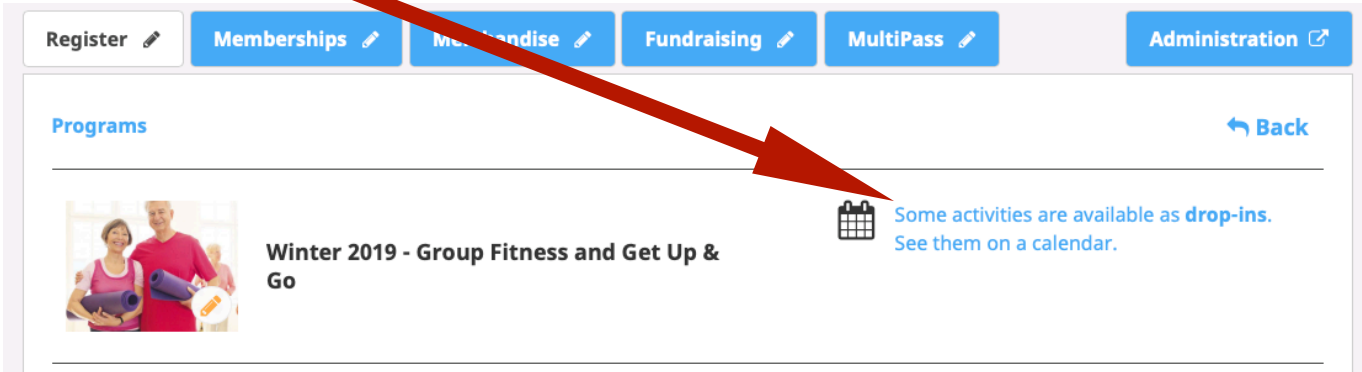 Register
Memberships
Merchandise
Fundraising
MultiPass
Administration
Programs
Back
Winter 2019 - Group Fitness and Get Up &
Go
Some activities are available as drop-ins.
See them on a calendar.